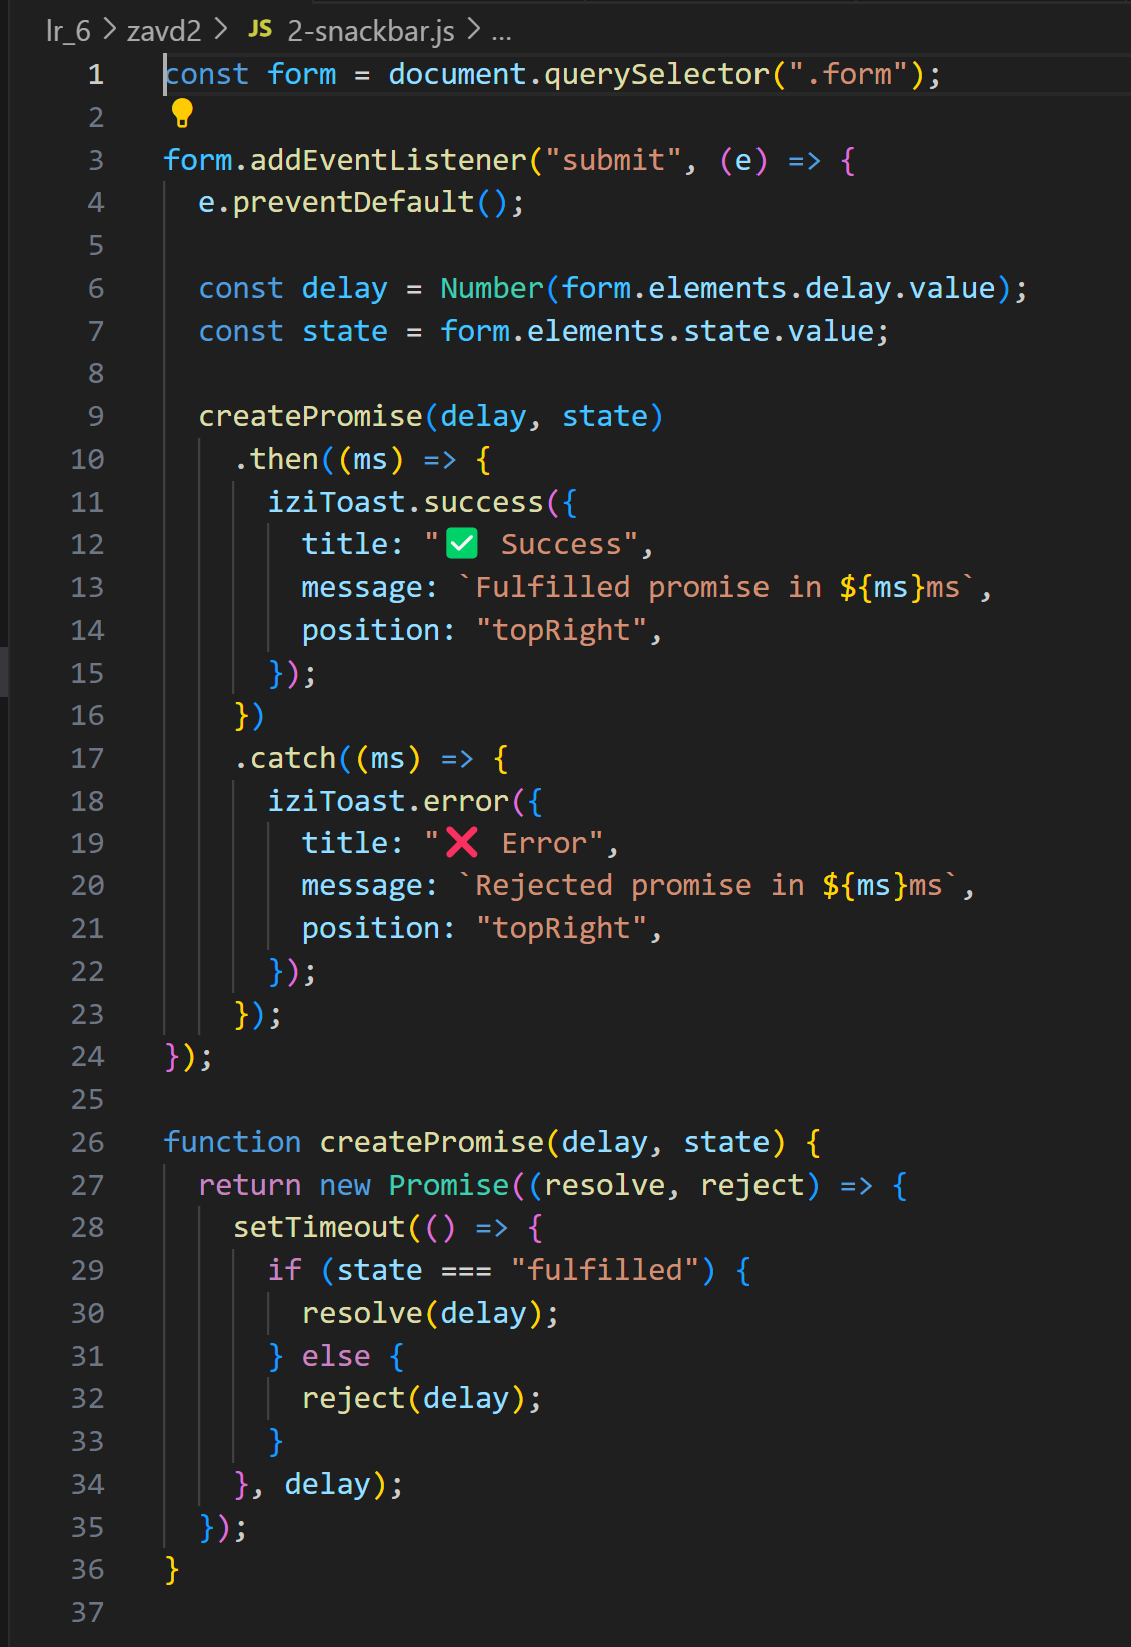 lr_6 > zavd2 > JS 2-snackbar.js > ...
1 const form = document.querySelector(".form");
2
3 form.addEventListener("submit", (e) => {
4   e.preventDefault();
5
6   const delay = Number(form.elements.delay.value);
7   const state = form.elements.state.value;
8
9   createPromise(delay, state)
10     .then((ms) => {
11       iziToast.success({
12         title: "✅ Success",
13         message: `Fulfilled promise in ${ms}ms`,
14         position: "topRight",
15       });
16     })
17     .catch((ms) => {
18       iziToast.error({
19         title: "❌ Error",
20         message: `Rejected promise in ${ms}ms`,
21         position: "topRight",
22       });
23     });
24 });
25
26 function createPromise(delay, state) {
27   return new Promise((resolve, reject) => {
28     setTimeout(() => {
29       if (state === "fulfilled") {
30         resolve(delay);
31       } else {
32         reject(delay);
33       }
34     }, delay);
35   });
36 }
37